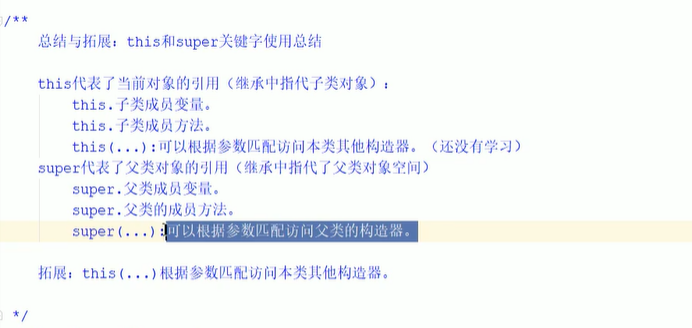 /**
总结与拓展：this和super关键字使用总结
this代表了当前对象的引用（继承中指代子类对象）：
this.子类成员变量。
this.子类成员方法。
this(...):可以根据参数匹配访问本类其他构造器。（还没有学习）
super代表了父类对象的引用（继承中指代了父类对象空间）
super.父类成员变量。
super.父类的成员方法。
super(...):可以根据参数匹配访问父类的构造器。
拓展：this(...)根据参数匹配访问本类其他构造器。
*/